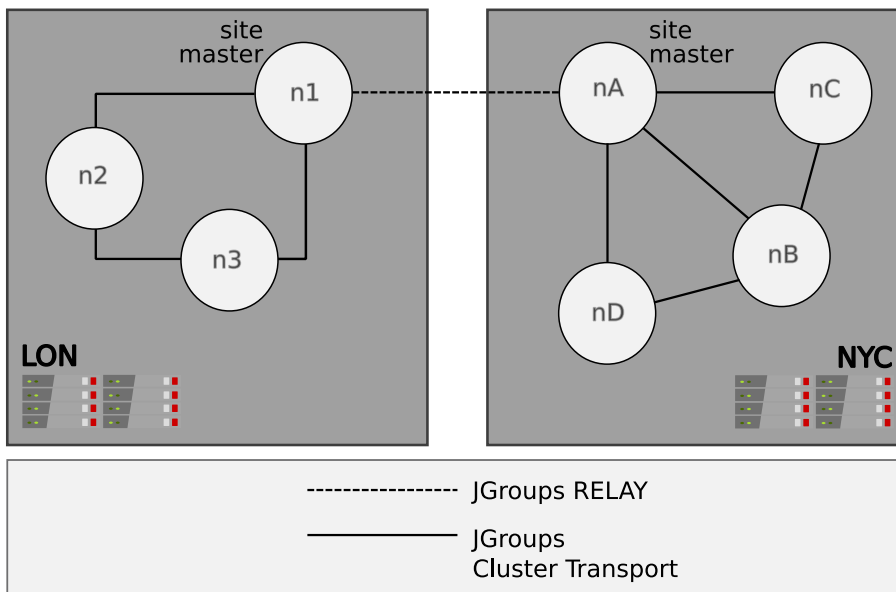 site
master
n1
n2
n3
LON
site
master
nA
nC
nB
nD
NYC
JGroups RELAY
JGroups
Cluster Transport